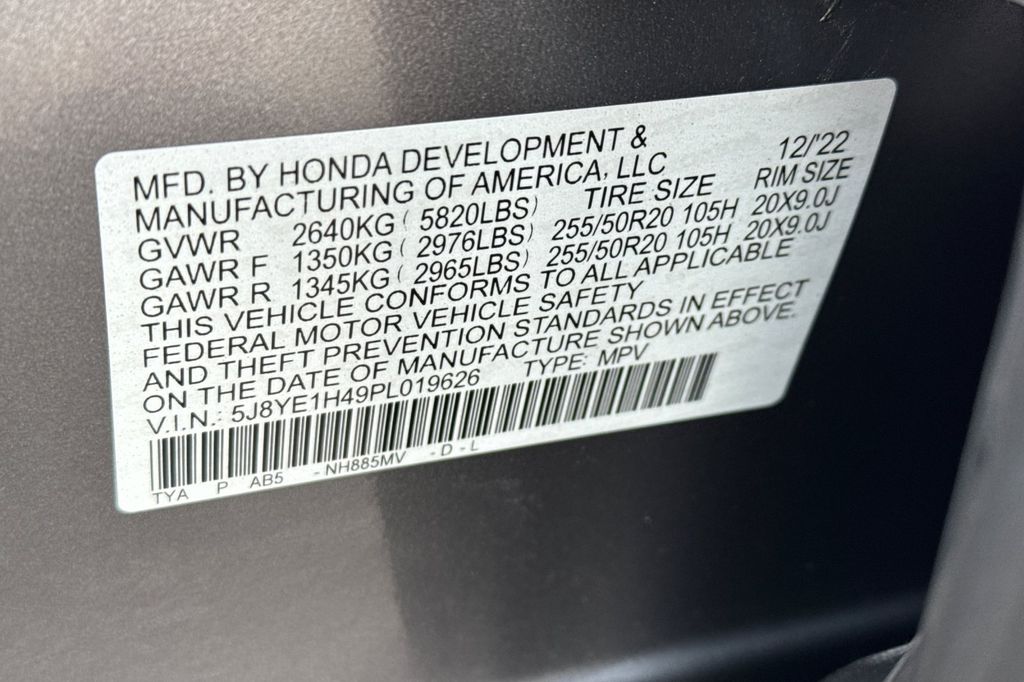 MFD. BY HONDA DEVELOPMENT & 12/'22
MANUFACTURING OF AMERICA, LLC
TIRE SIZE RIM SIZE
GVWR 2640KG ( 5820LBS)
GAWR F 1350KG ( 2976LBS) 255/50R20 105H 20X9.0J
GAWR R 1345KG ( 2965LBS) 255/50R20 105H 20X9.0J
THIS VEHICLE CONFORMS TO ALL APPLICABLE
FEDERAL MOTOR VEHICLE SAFETY
AND THEFT PREVENTION STANDARDS IN EFFECT
ON THE DATE OF MANUFACTURE SHOWN ABOVE.
V.I.N.: 5J8YE1H49PL019626 TYPE: MPV
TYA P AB5 -NH885MV -D-L